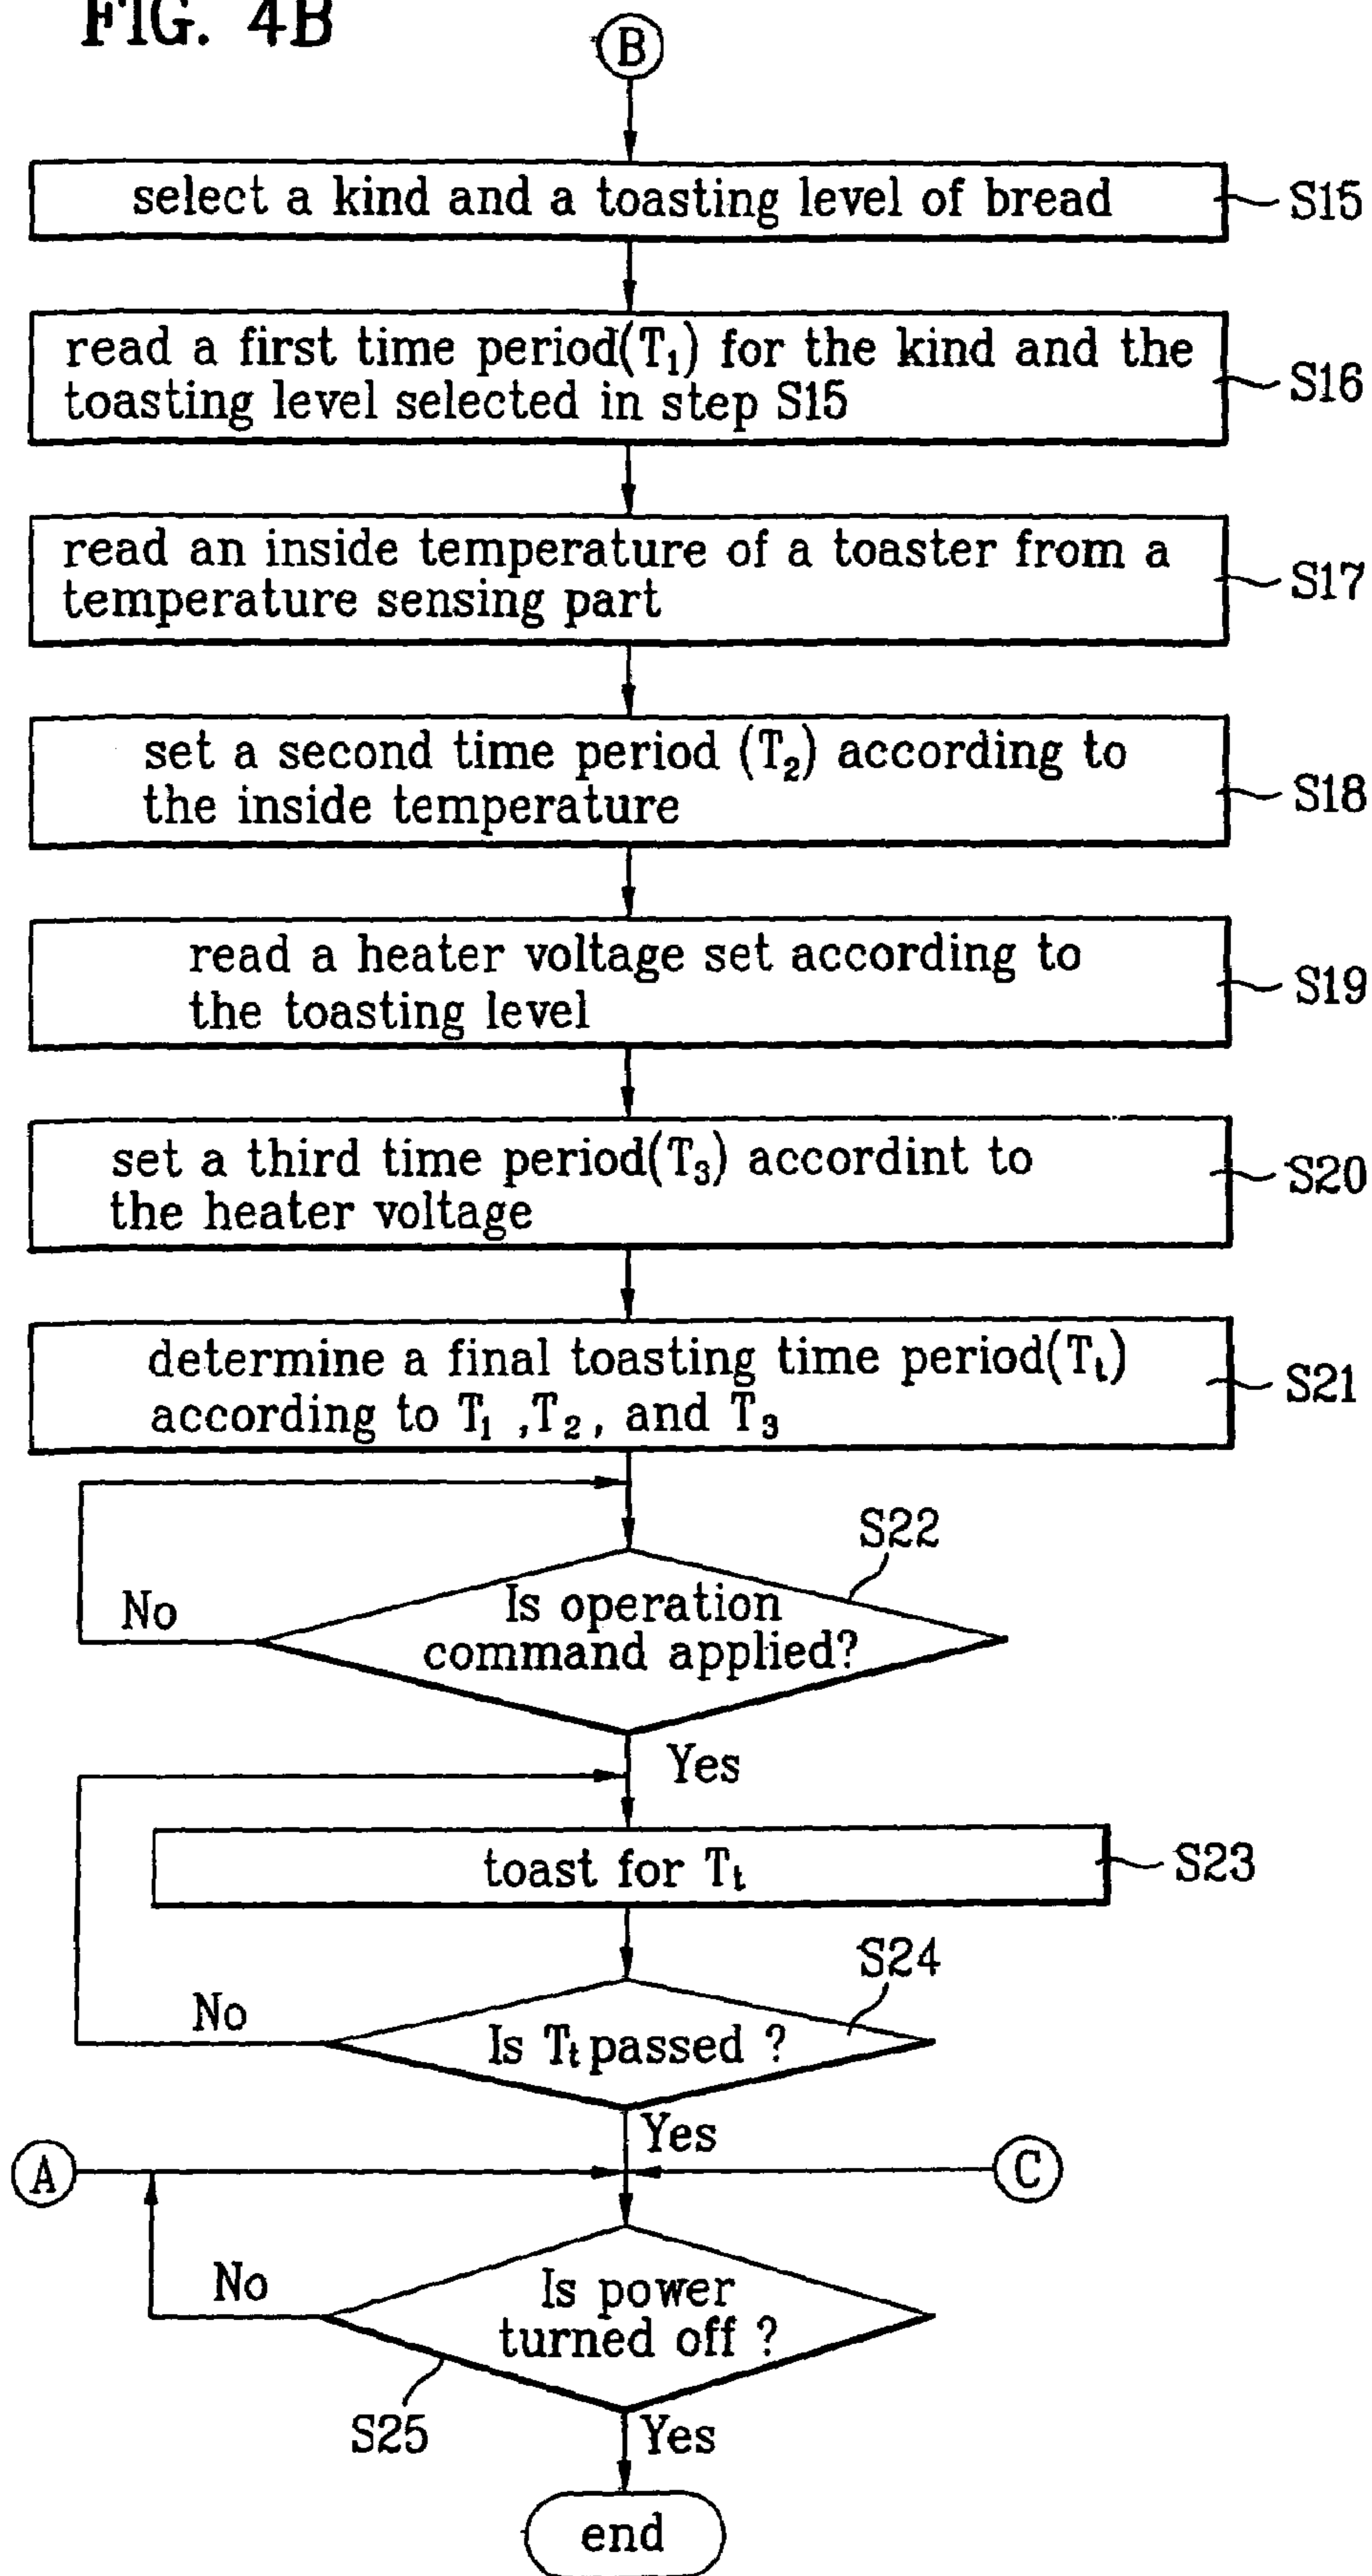 FIG. 4B
B
select a kind and a toasting level of bread
S15
read a first time period(T₁) for the kind and the
toasting level selected in step S15
S16
read an inside temperature of a toaster from a
temperature sensing part
S17
set a second time period (T₂) according to
the inside temperature
S18
read a heater voltage set according to
the toasting level
S19
set a third time period(T₃) accordint to
the heater voltage
S20
determine a final toasting time period(Tₜ)
according to T₁ ,T₂, and T₃
S21
S22
Is operation
command applied?
No
Yes
toast for Tₜ
S23
S24
Is Tₜ passed ?
No
Yes
A
C
Is power
turned off ?
No
S25
Yes
end